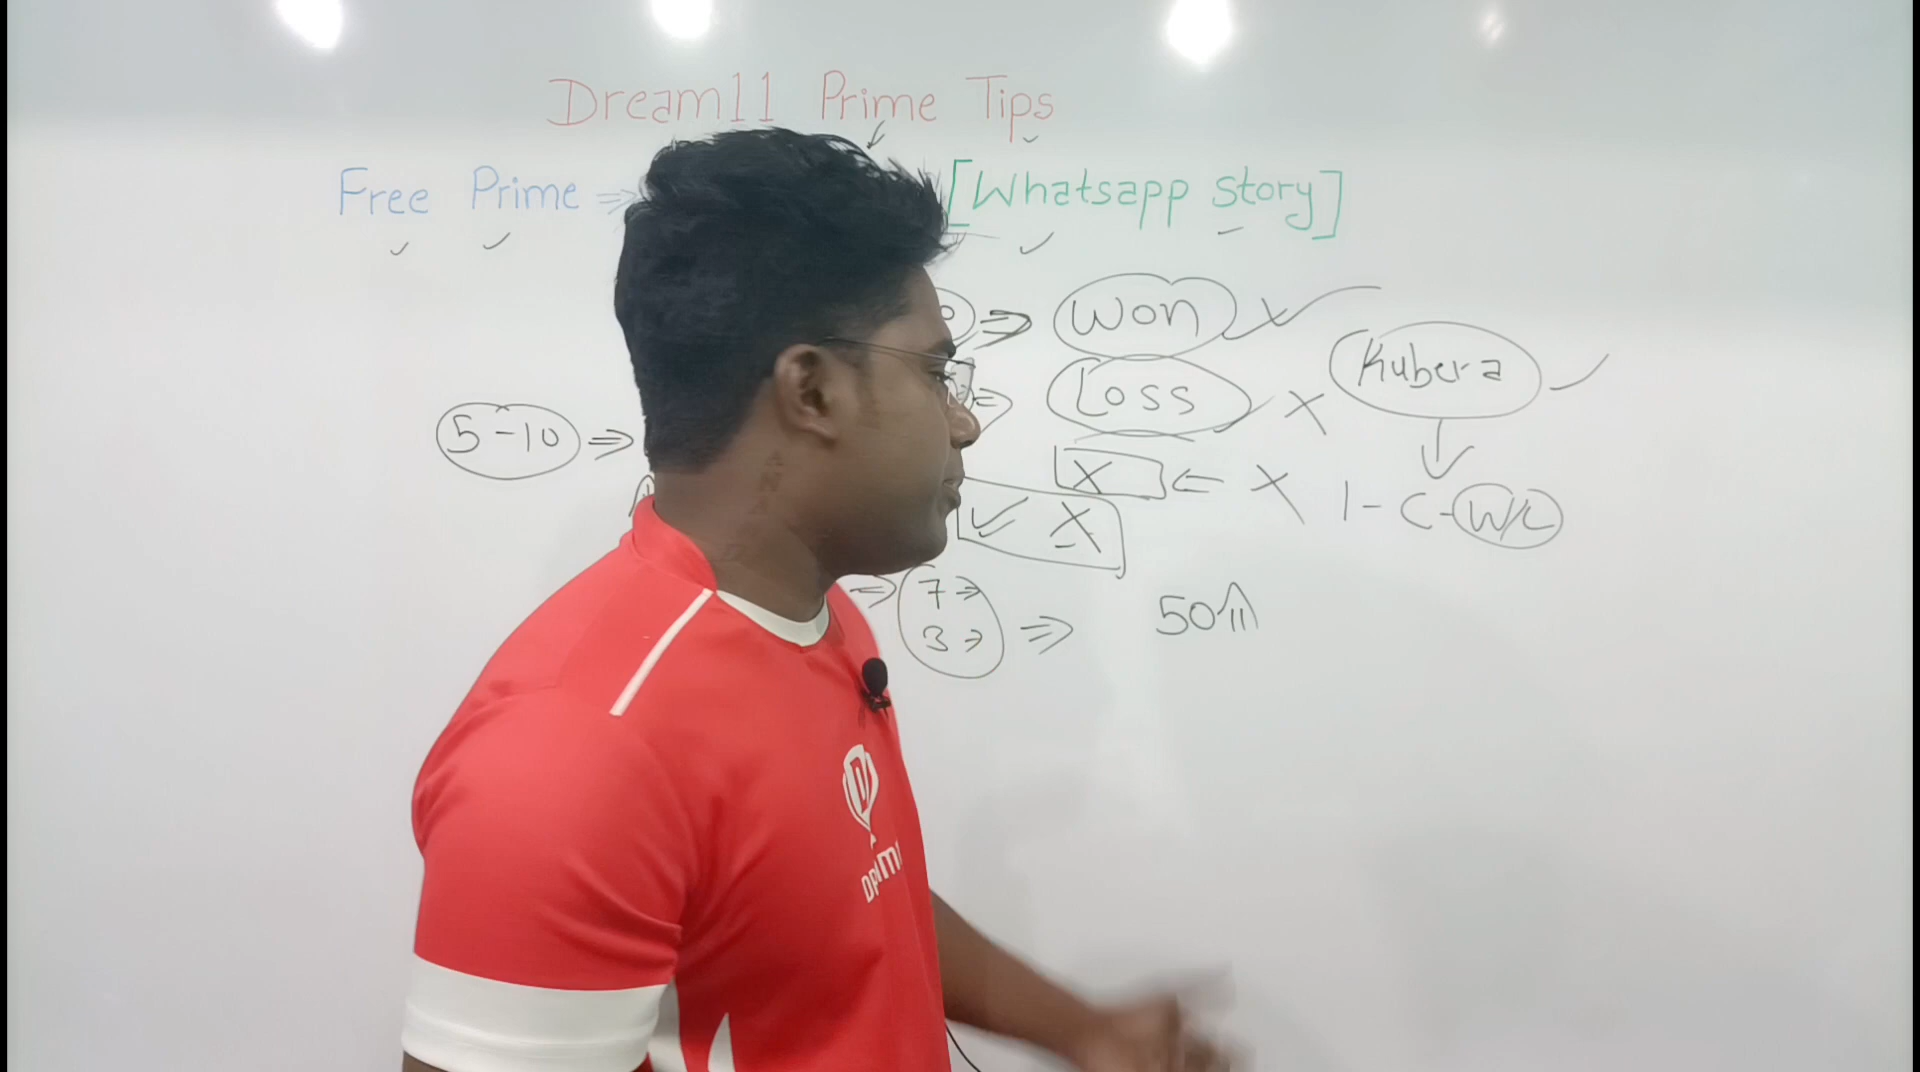 Dream11 Prime Tips
Free Prime ⇒ [Whatsapp story]
⇒ Won
Kubera
⇒ Loss X
5-10 ⇒
X ⇐ X 1-C-W/L
✓ X
⇒ 7 ⇒
3 ⇒ ⇒ 50